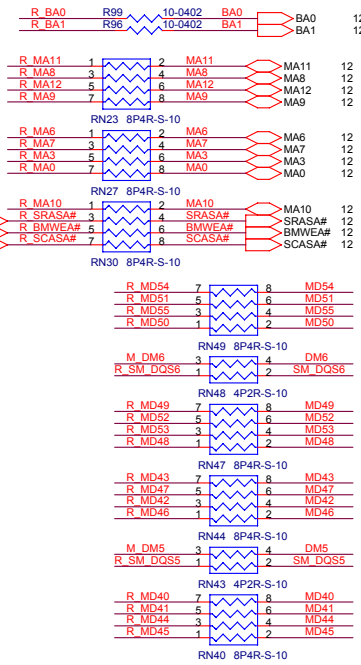 R_BA0 R99 10-0402 BA0 BA0 12
R_BA1 R96 10-0402 BA1 BA1 12
R_MA11 1 2 MA11 MA11 12
R_MA8 3 4 MA8 MA8 12
R_MA12 5 6 MA12 MA12 12
R_MA9 7 8 MA9 MA9 12
RN23 8P4R-S-10
R_MA6 1 2 MA6 MA6 12
R_MA7 3 4 MA7 MA7 12
R_MA3 5 6 MA3 MA3 12
R_MA0 7 8 MA0 MA0 12
RN27 8P4R-S-10
R_MA10 1 2 MA10 MA10 12
R_SRASA# 3 4 SRASA# SRASA# 12
R_BMWEA# 5 6 BMWEA# BMWEA# 12
R_SCASA# 7 8 SCASA# SCASA# 12
RN30 8P4R-S-10
R_MD54 7 8 MD54
R_MD51 5 6 MD51
R_MD55 3 4 MD55
R_MD50 1 2 MD50
RN49 8P4R-S-10
M_DM6 3 4 DM6
R_SM_DQS6 1 2 SM_DQS6
RN48 4P2R-S-10
R_MD49 7 8 MD49
R_MD52 5 6 MD52
R_MD53 3 4 MD53
R_MD48 1 2 MD48
RN47 8P4R-S-10
R_MD43 7 8 MD43
R_MD47 5 6 MD47
R_MD42 3 4 MD42
R_MD46 1 2 MD46
RN44 8P4R-S-10
M_DM5 3 4 DM5
R_SM_DQS5 1 2 SM_DQS5
RN43 4P2R-S-10
R_MD40 7 8 MD40
R_MD41 5 6 MD41
R_MD44 3 4 MD44
R_MD45 1 2 MD45
RN40 8P4R-S-10